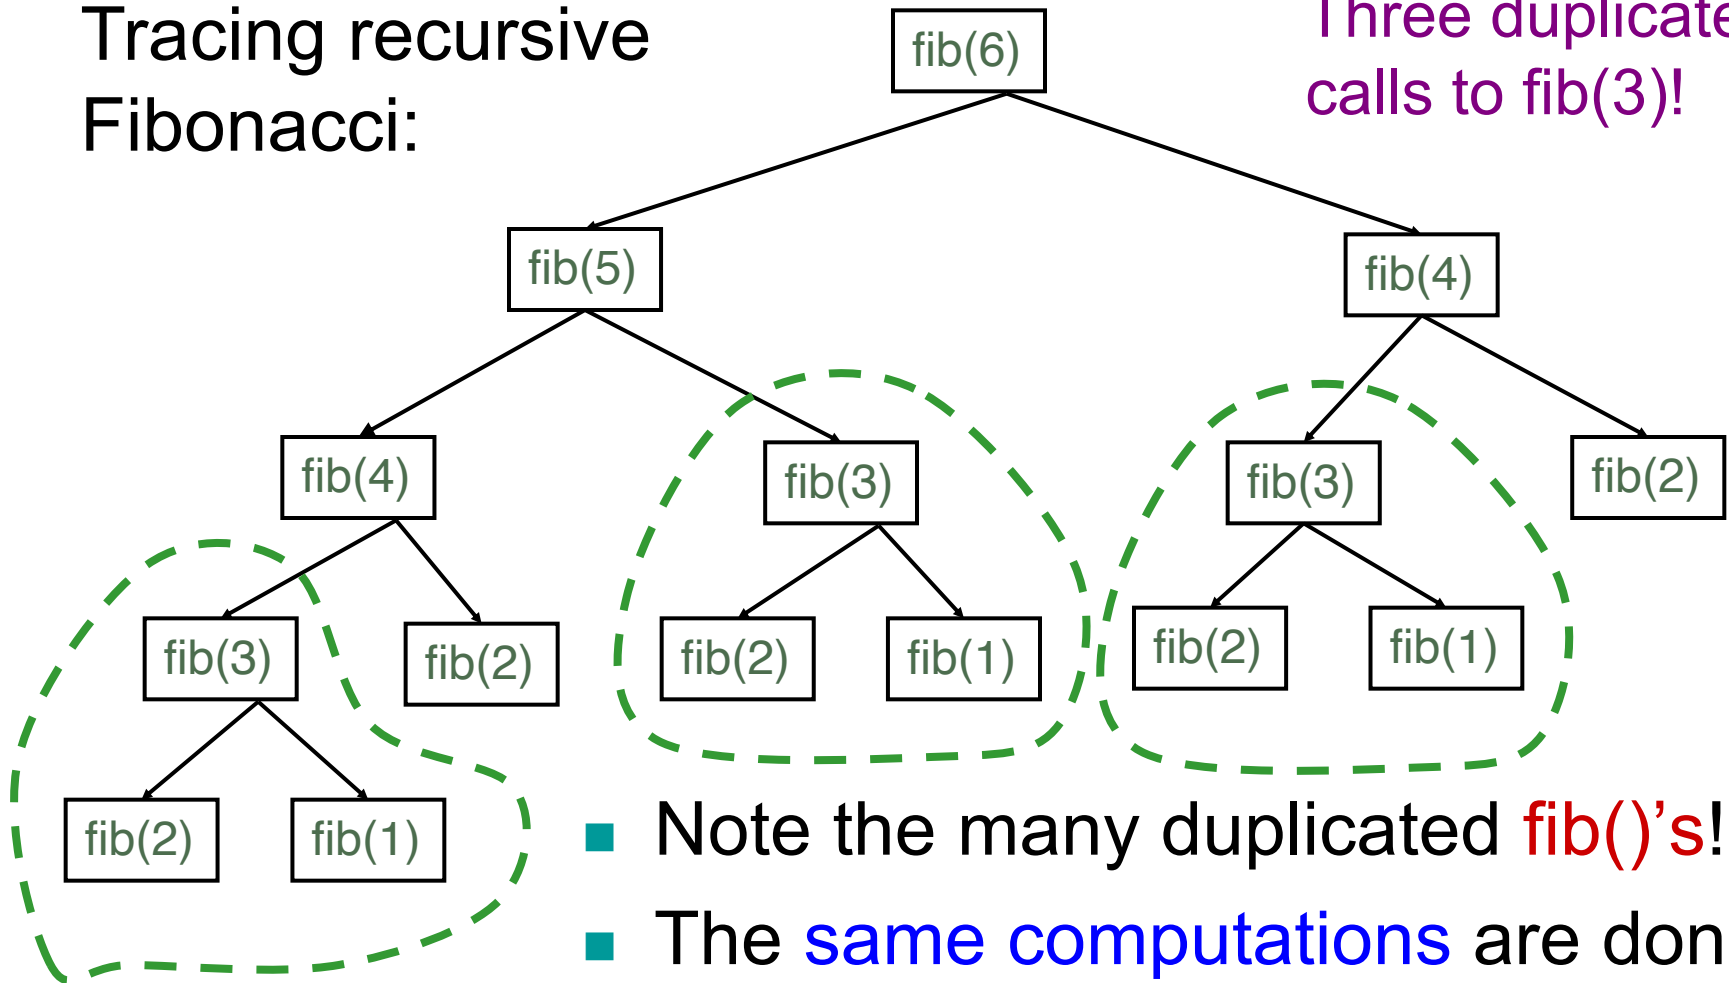 Tracing recursive
Fibonacci:
Three duplicate
calls to fib(3)!
fib(6)
fib(5)
fib(4)
fib(4)
fib(3)
fib(3)
fib(2)
fib(3)
fib(2)
fib(2)
fib(1)
fib(2)
fib(1)
fib(2)
fib(1)
Note the many duplicated fib()’s!
The same computations are don